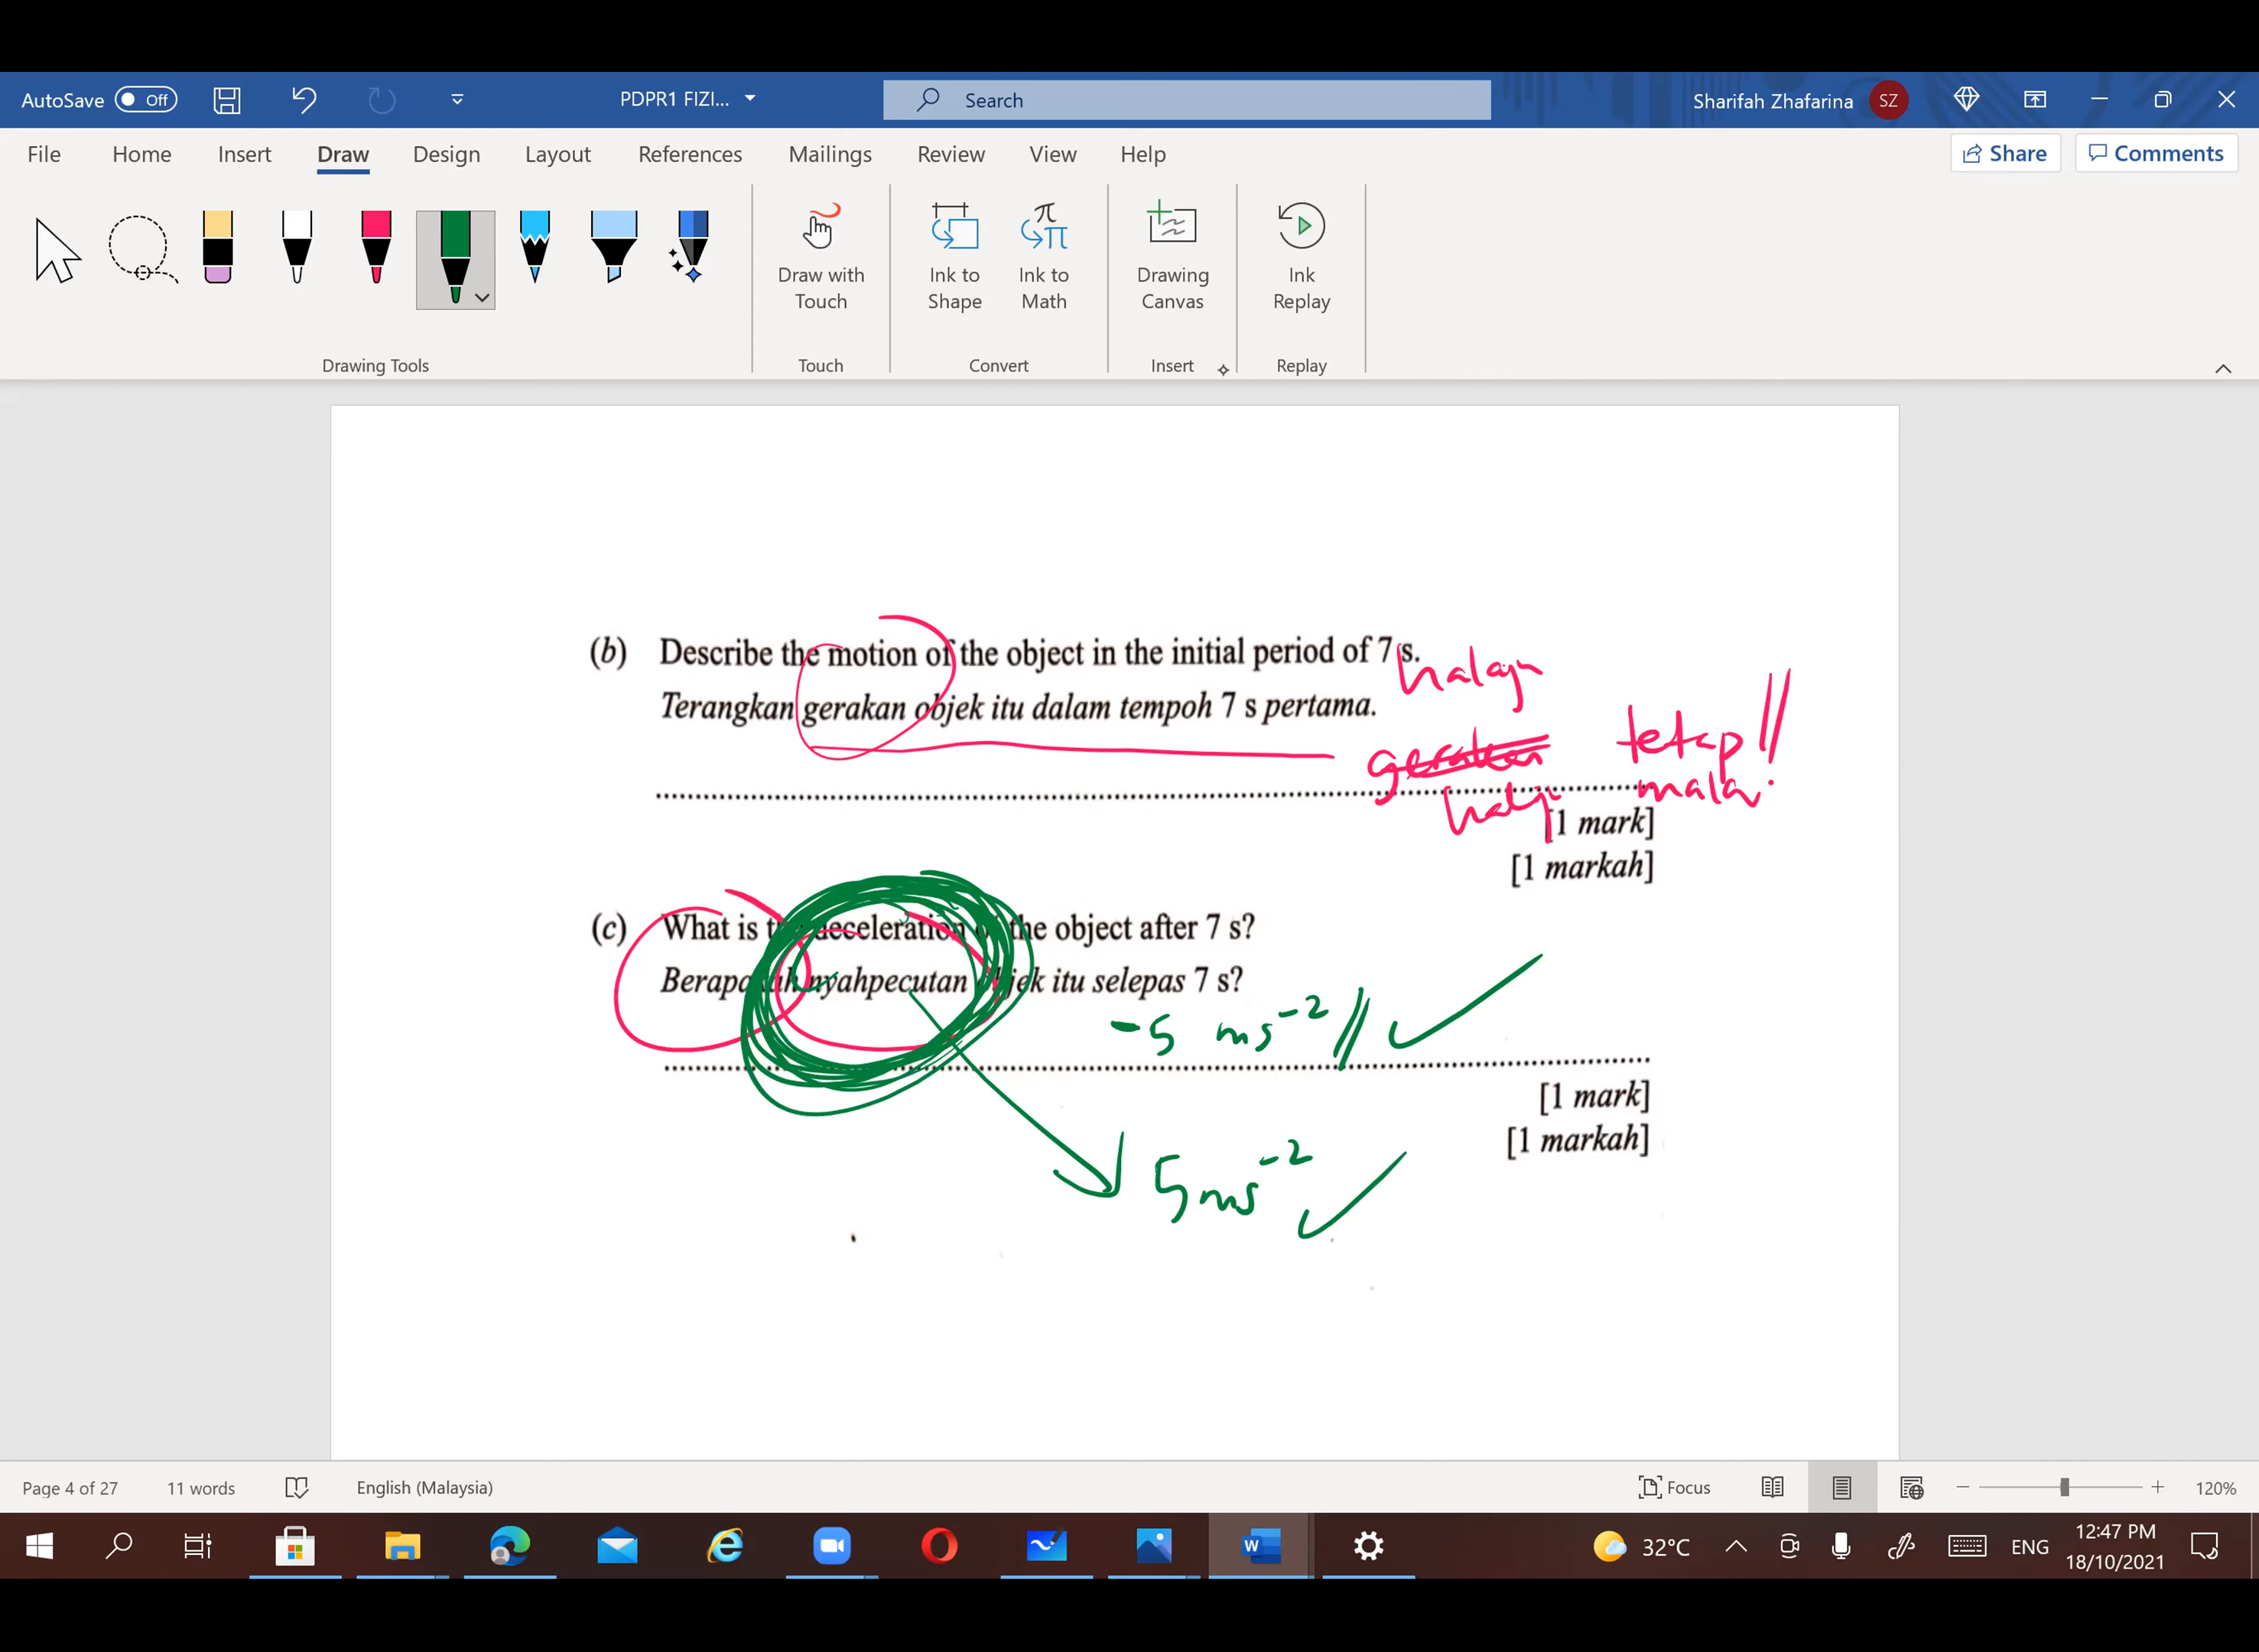 AutoSave Off PDPR1 FIZI... Search Sharifah Zhafarina SZ
File Home Insert Draw Design Layout References Mailings Review View Help Share Comments
Draw with Touch
Ink to Shape
Ink to Math
Drawing Canvas
Ink Replay
Drawing Tools Touch Convert Insert Replay
(b) Describe the motion of the object in the initial period of 7 s.
halaju
Terangkan gerakan objek itu dalam tempoh 7 s pertama.
tetap //
malar
[1 mark]
[1 markah]
(c) What is the deceleration of the object after 7 s?
Berapakah nyahpecutan objek itu selepas 7 s?
-5 ms⁻² // ✓
[1 mark]
[1 markah]
5 ms⁻² ✓
Page 4 of 27 11 words English (Malaysia) Focus 120%
32°C ENG 12:47 PM
18/10/2021